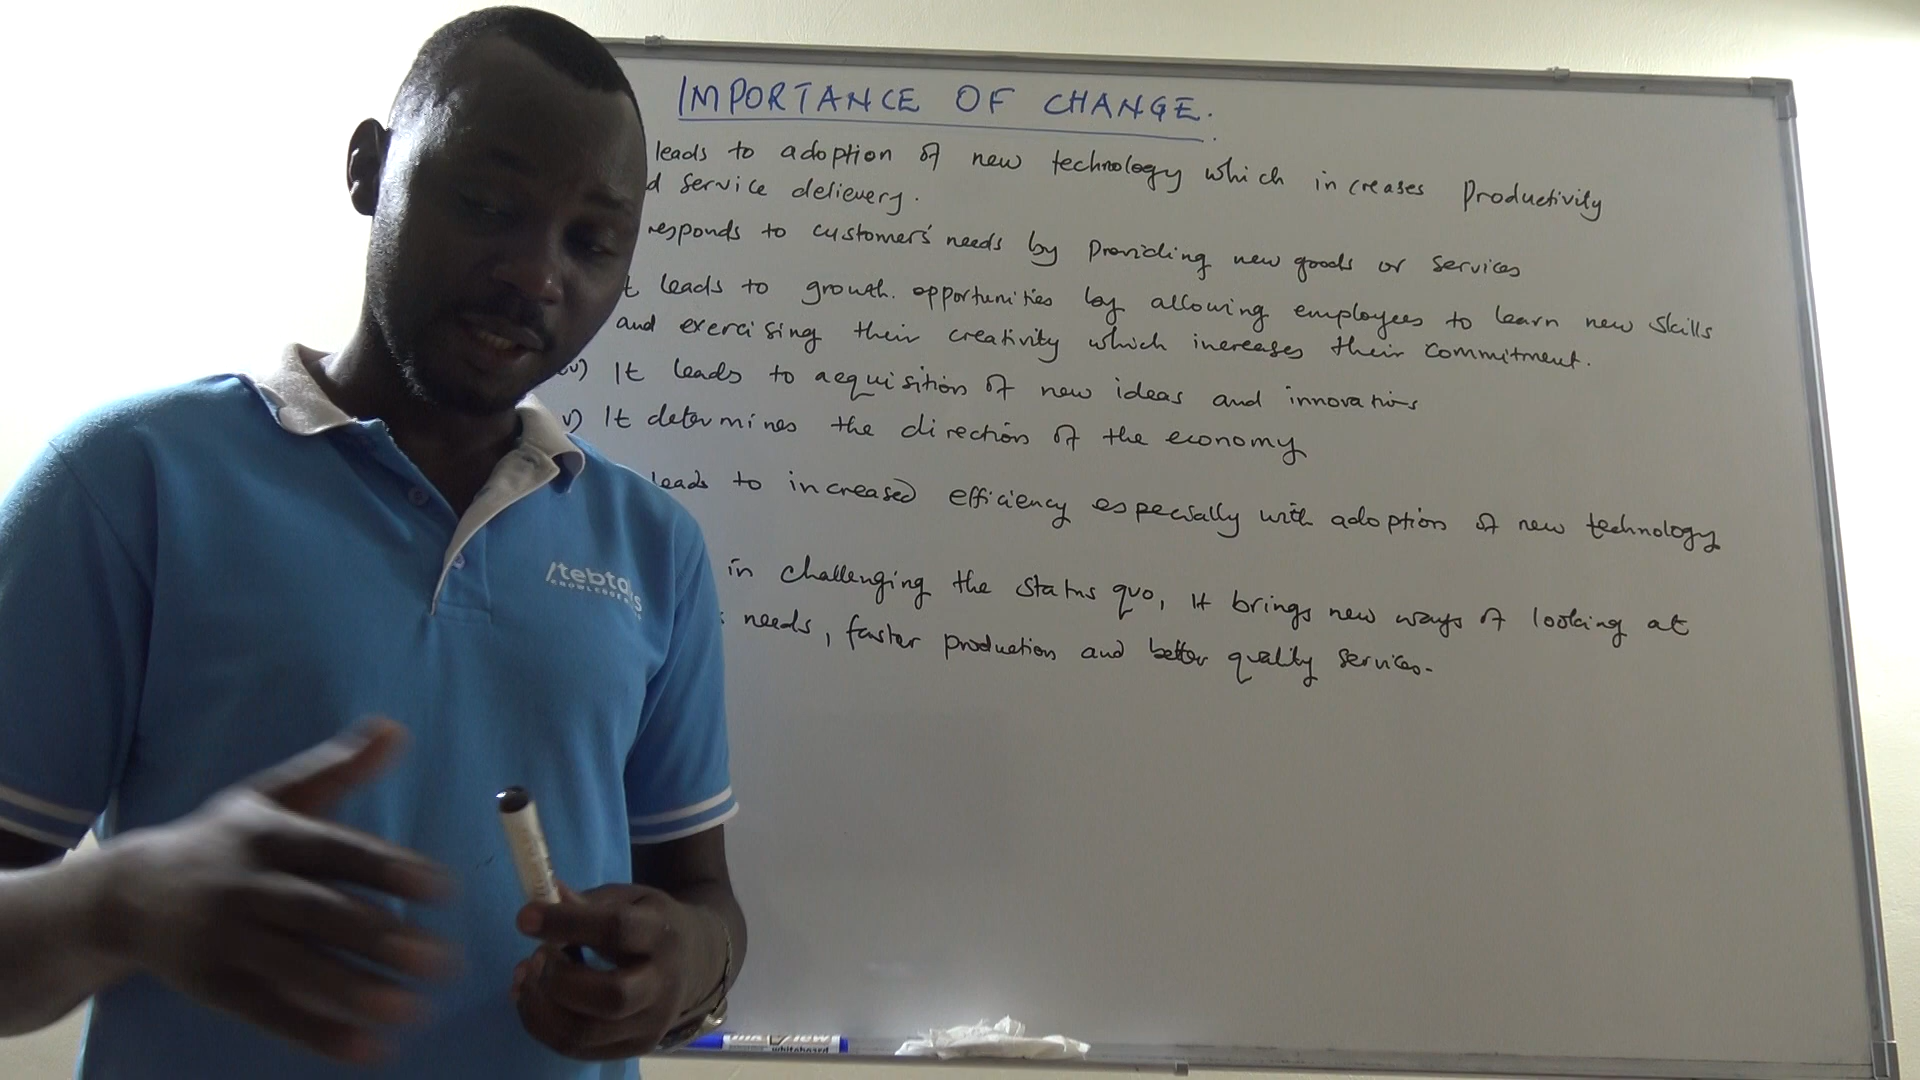 IMPORTANCE OF CHANGE.
leads to adoption of new technology which increases Productivity
d service delievery.
responds to customers' needs by Providing new goods or services
t leads to growth opportunities by allowing employees to learn new skills
and exercising their creativity which increases their commitment.
iv) It leads to acquisition of new ideas and innovations
v) It determines the direction of the economy
leads to increased efficiency especially with adoption of new technology
in challenging the status quo, it brings new ways of looking at
needs, faster production and better quality services.
whiteboard